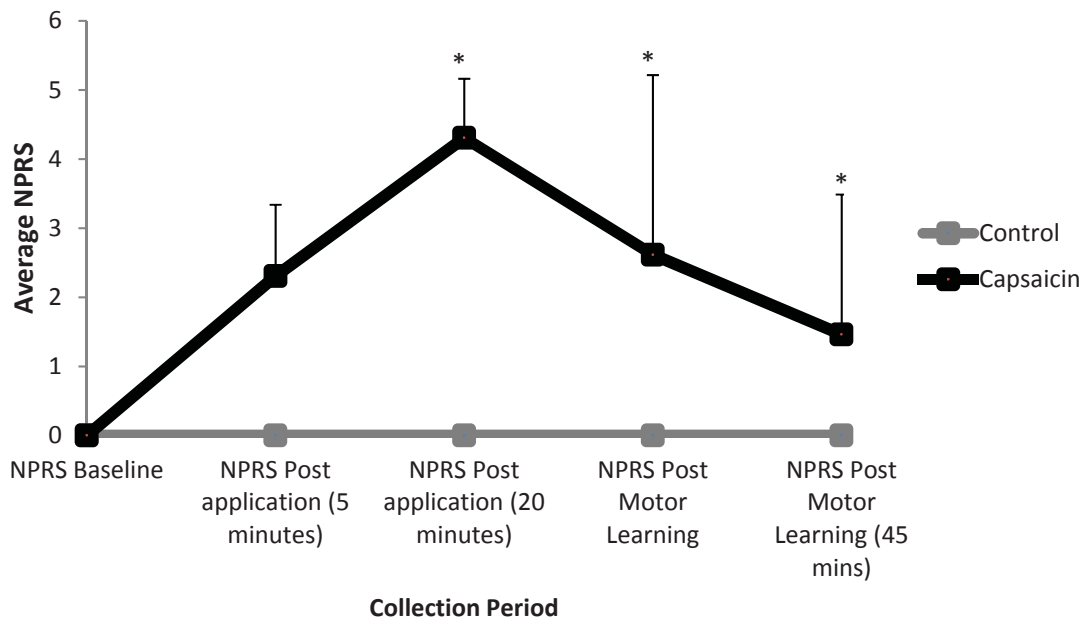 6
5
4
3
2
1
0
Average NPRS
*
*
*
Control
Capsaicin
NPRS Baseline
NPRS Post
application (5
minutes)
NPRS Post
application (20
minutes)
NPRS Post
Motor
Learning
NPRS Post
Motor
Learning (45
mins)
Collection Period